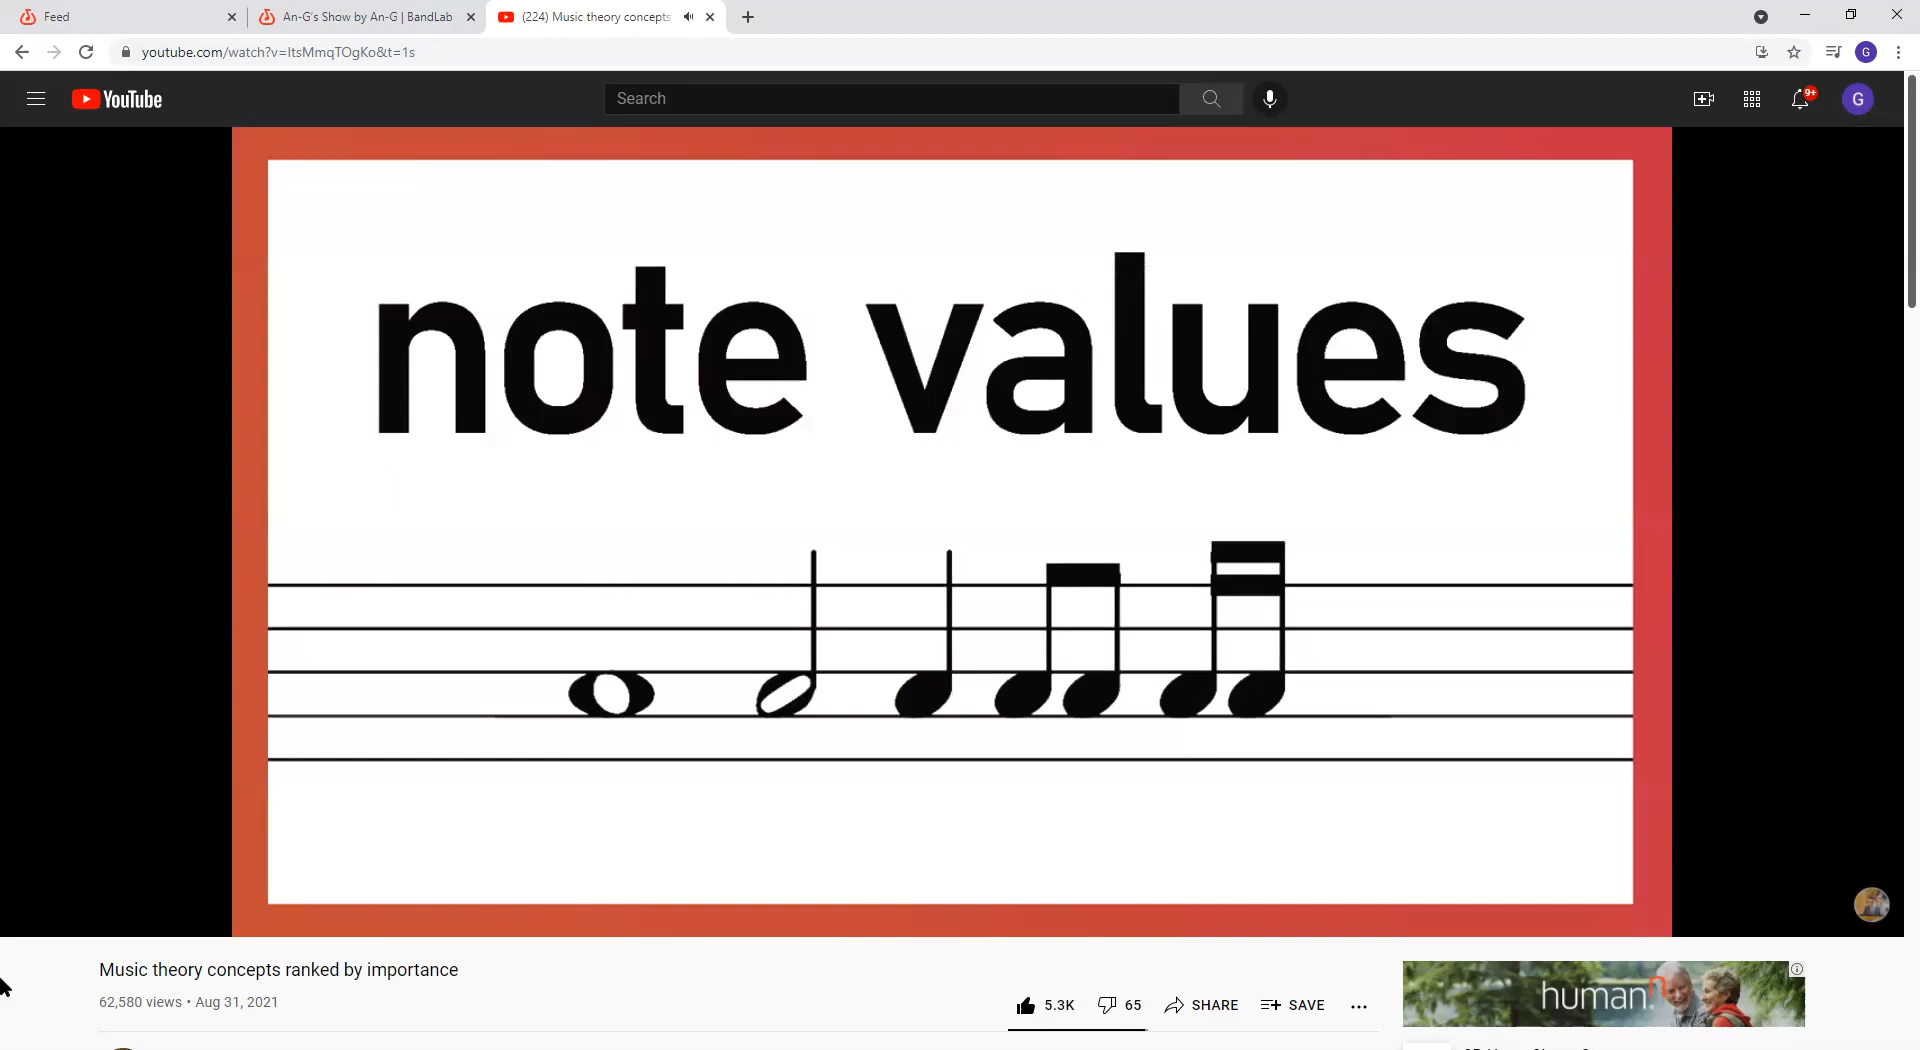 Feed
An-G's Show by An-G | BandLab
(224) Music theory concepts
youtube.com/watch?v=ItsMmqTOgKo&t=1s
G
YouTube
Search
9+
G
note values
Music theory concepts ranked by importance
62,580 views • Aug 31, 2021
5.3K
65
SHARE
SAVE
humann